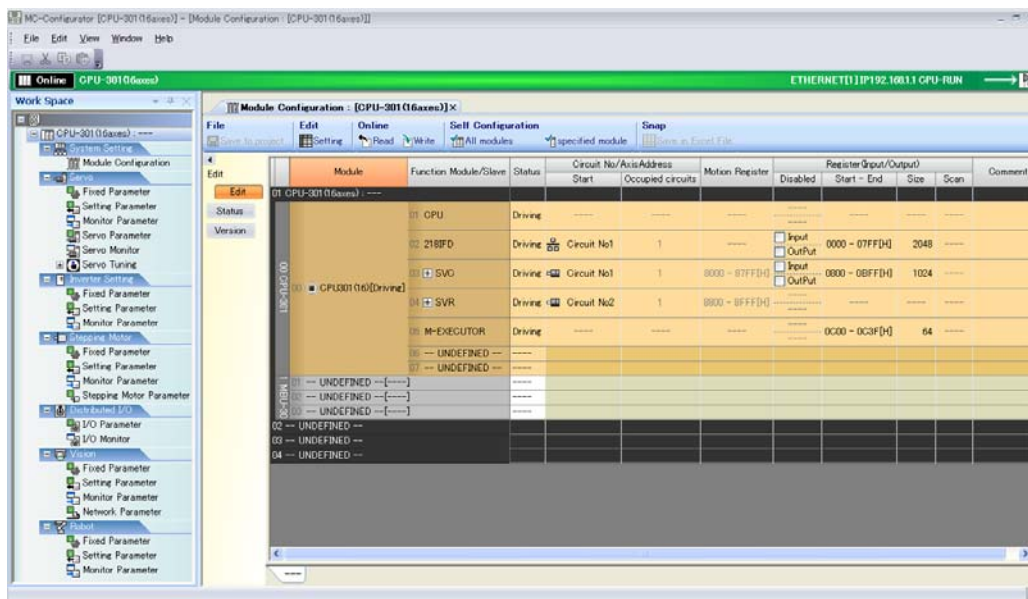 MC-Configurator [CPU-301(16axes)] - [Module Configuration : [CPU-301(16axes)]]
File Edit View Window Help
Online CPU-301(16axes) ETHERNET[1] IP192.168.1.1 CPU-RUN
Work Space
Module Configuration : [CPU-301(16axes)]
File Edit Online Self Configuration Snap
Save to project Setting Read Write All modules specified module Save in Excel File
CPU-301(16axes) : ----
System Setting
Module Configuration
Servo
Fixed Parameter
Setting Parameter
Monitor Parameter
Servo Parameter
Servo Monitor
Servo Tuning
Inverter Setting
Fixed Parameter
Setting Parameter
Monitor Parameter
Stepping Motor
Fixed Parameter
Setting Parameter
Monitor Parameter
Stepping Motor Parameter
Distributed I/O
I/O Parameter
I/O Monitor
Vision
Fixed Parameter
Setting Parameter
Monitor Parameter
Network Parameter
Robot
Fixed Parameter
Setting Parameter
Monitor Parameter
Edit
Edit
Status
Version
Module Function Module/Slave Status Circuit No/AxisAddress Motion Register Register(Input/Output) Comment
Start Occupied circuits Disabled Start - End Size Scan
01 CPU-301(16axes) : ----
00 CPU-301
00 CPU301(16)[Driving]
01 CPU Driving ---- ---- ---- ---- ---- ---- ----
02 218IFD Driving Circuit No1 1 ---- Input OutPut 0000 - 07FF[H] 2048 ----
03 SVC Driving Circuit No1 1 8000 - 87FF[H] Input OutPut 0800 - 0BFF[H] 1024 ----
04 SVR Driving Circuit No2 1 8800 - 8FFF[H] ---- ---- ---- ----
05 M-EXECUTOR Driving ---- ---- ---- ---- 0C00 - 0C3F[H] 64 ----
06 -- UNDEFINED -- ----
07 -- UNDEFINED -- ----
01 -- UNDEFINED --[----] ----
02 -- UNDEFINED --[----] ----
03 -- UNDEFINED --[----] ----
02 -- UNDEFINED --
03 -- UNDEFINED --
04 -- UNDEFINED --
----